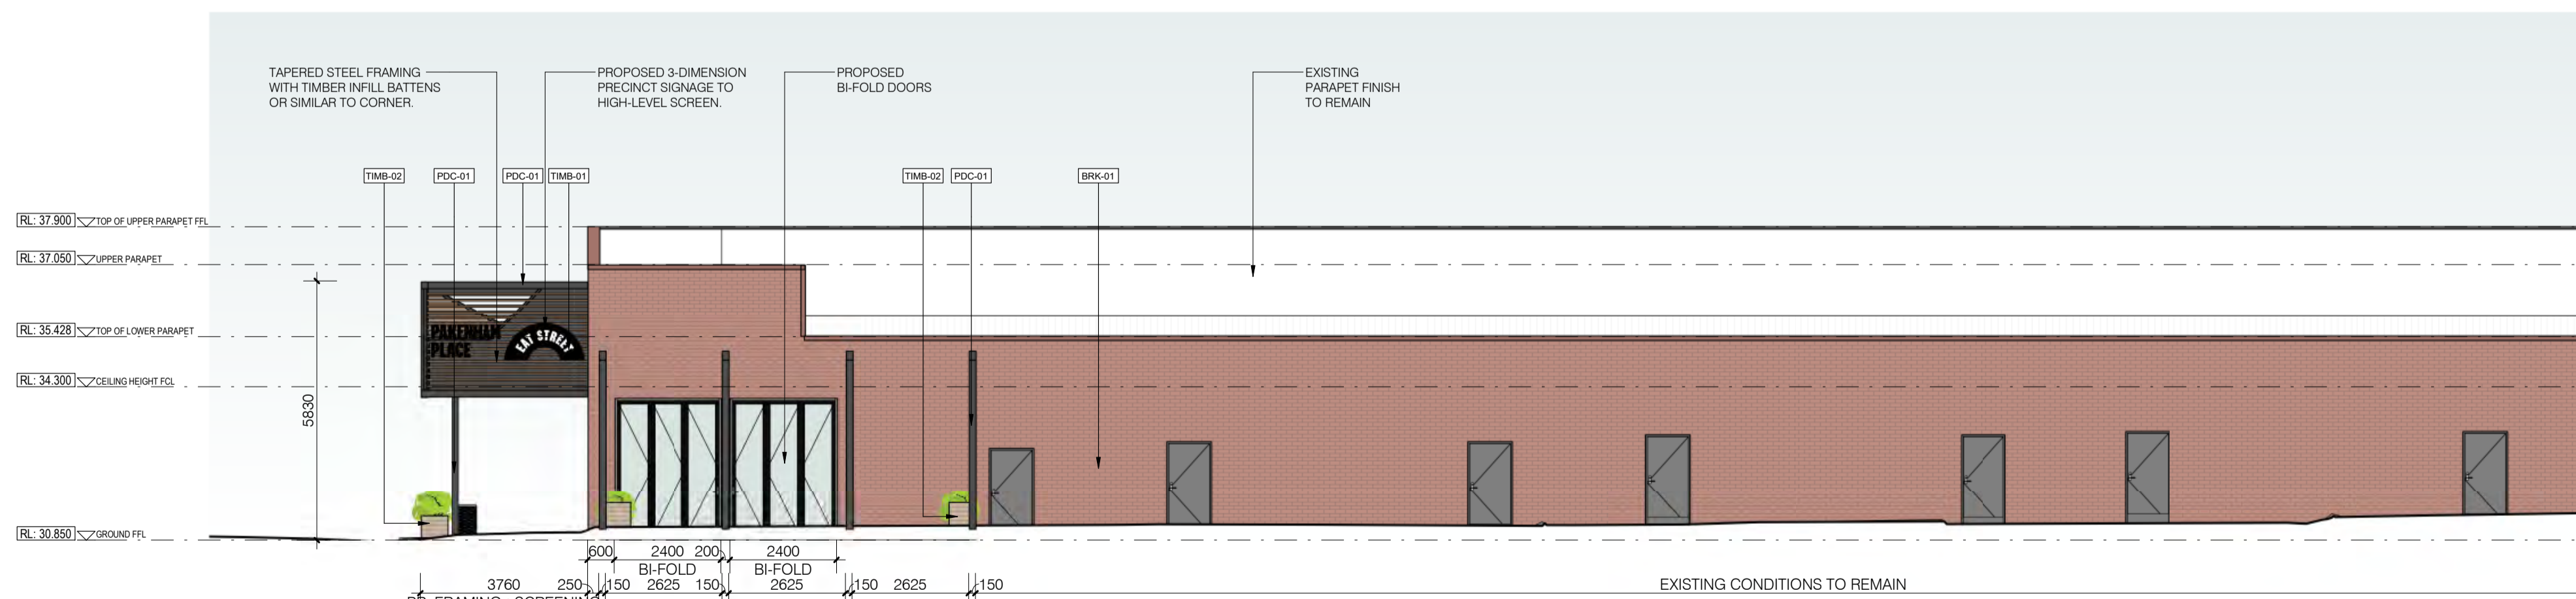 TAPERED STEEL FRAMING
WITH TIMBER INFILL BATTENS
OR SIMILAR TO CORNER.
PROPOSED 3-DIMENSION
PRECINCT SIGNAGE TO
HIGH-LEVEL SCREEN.
PROPOSED
BI-FOLD DOORS
EXISTING
PARAPET FINISH
TO REMAIN
TIMB-02
PDC-01
PDC-01
TIMB-01
TIMB-02
PDC-01
BRK-01
RL: 37.900 TOP OF UPPER PARAPET FFL
RL: 37.050 UPPER PARAPET
RL: 35.428 TOP OF LOWER PARAPET
RL: 34.300 CEILING HEIGHT FCL
RL: 30.850 GROUND FFL
5830
PAKENHAM
PLACE
EAT STREET
600 2400 200 2400
BI-FOLD BI-FOLD
3760 250 150 2625 150 2625 150 2625 150
EXISTING CONDITIONS TO REMAIN
FRAMING SCREENING